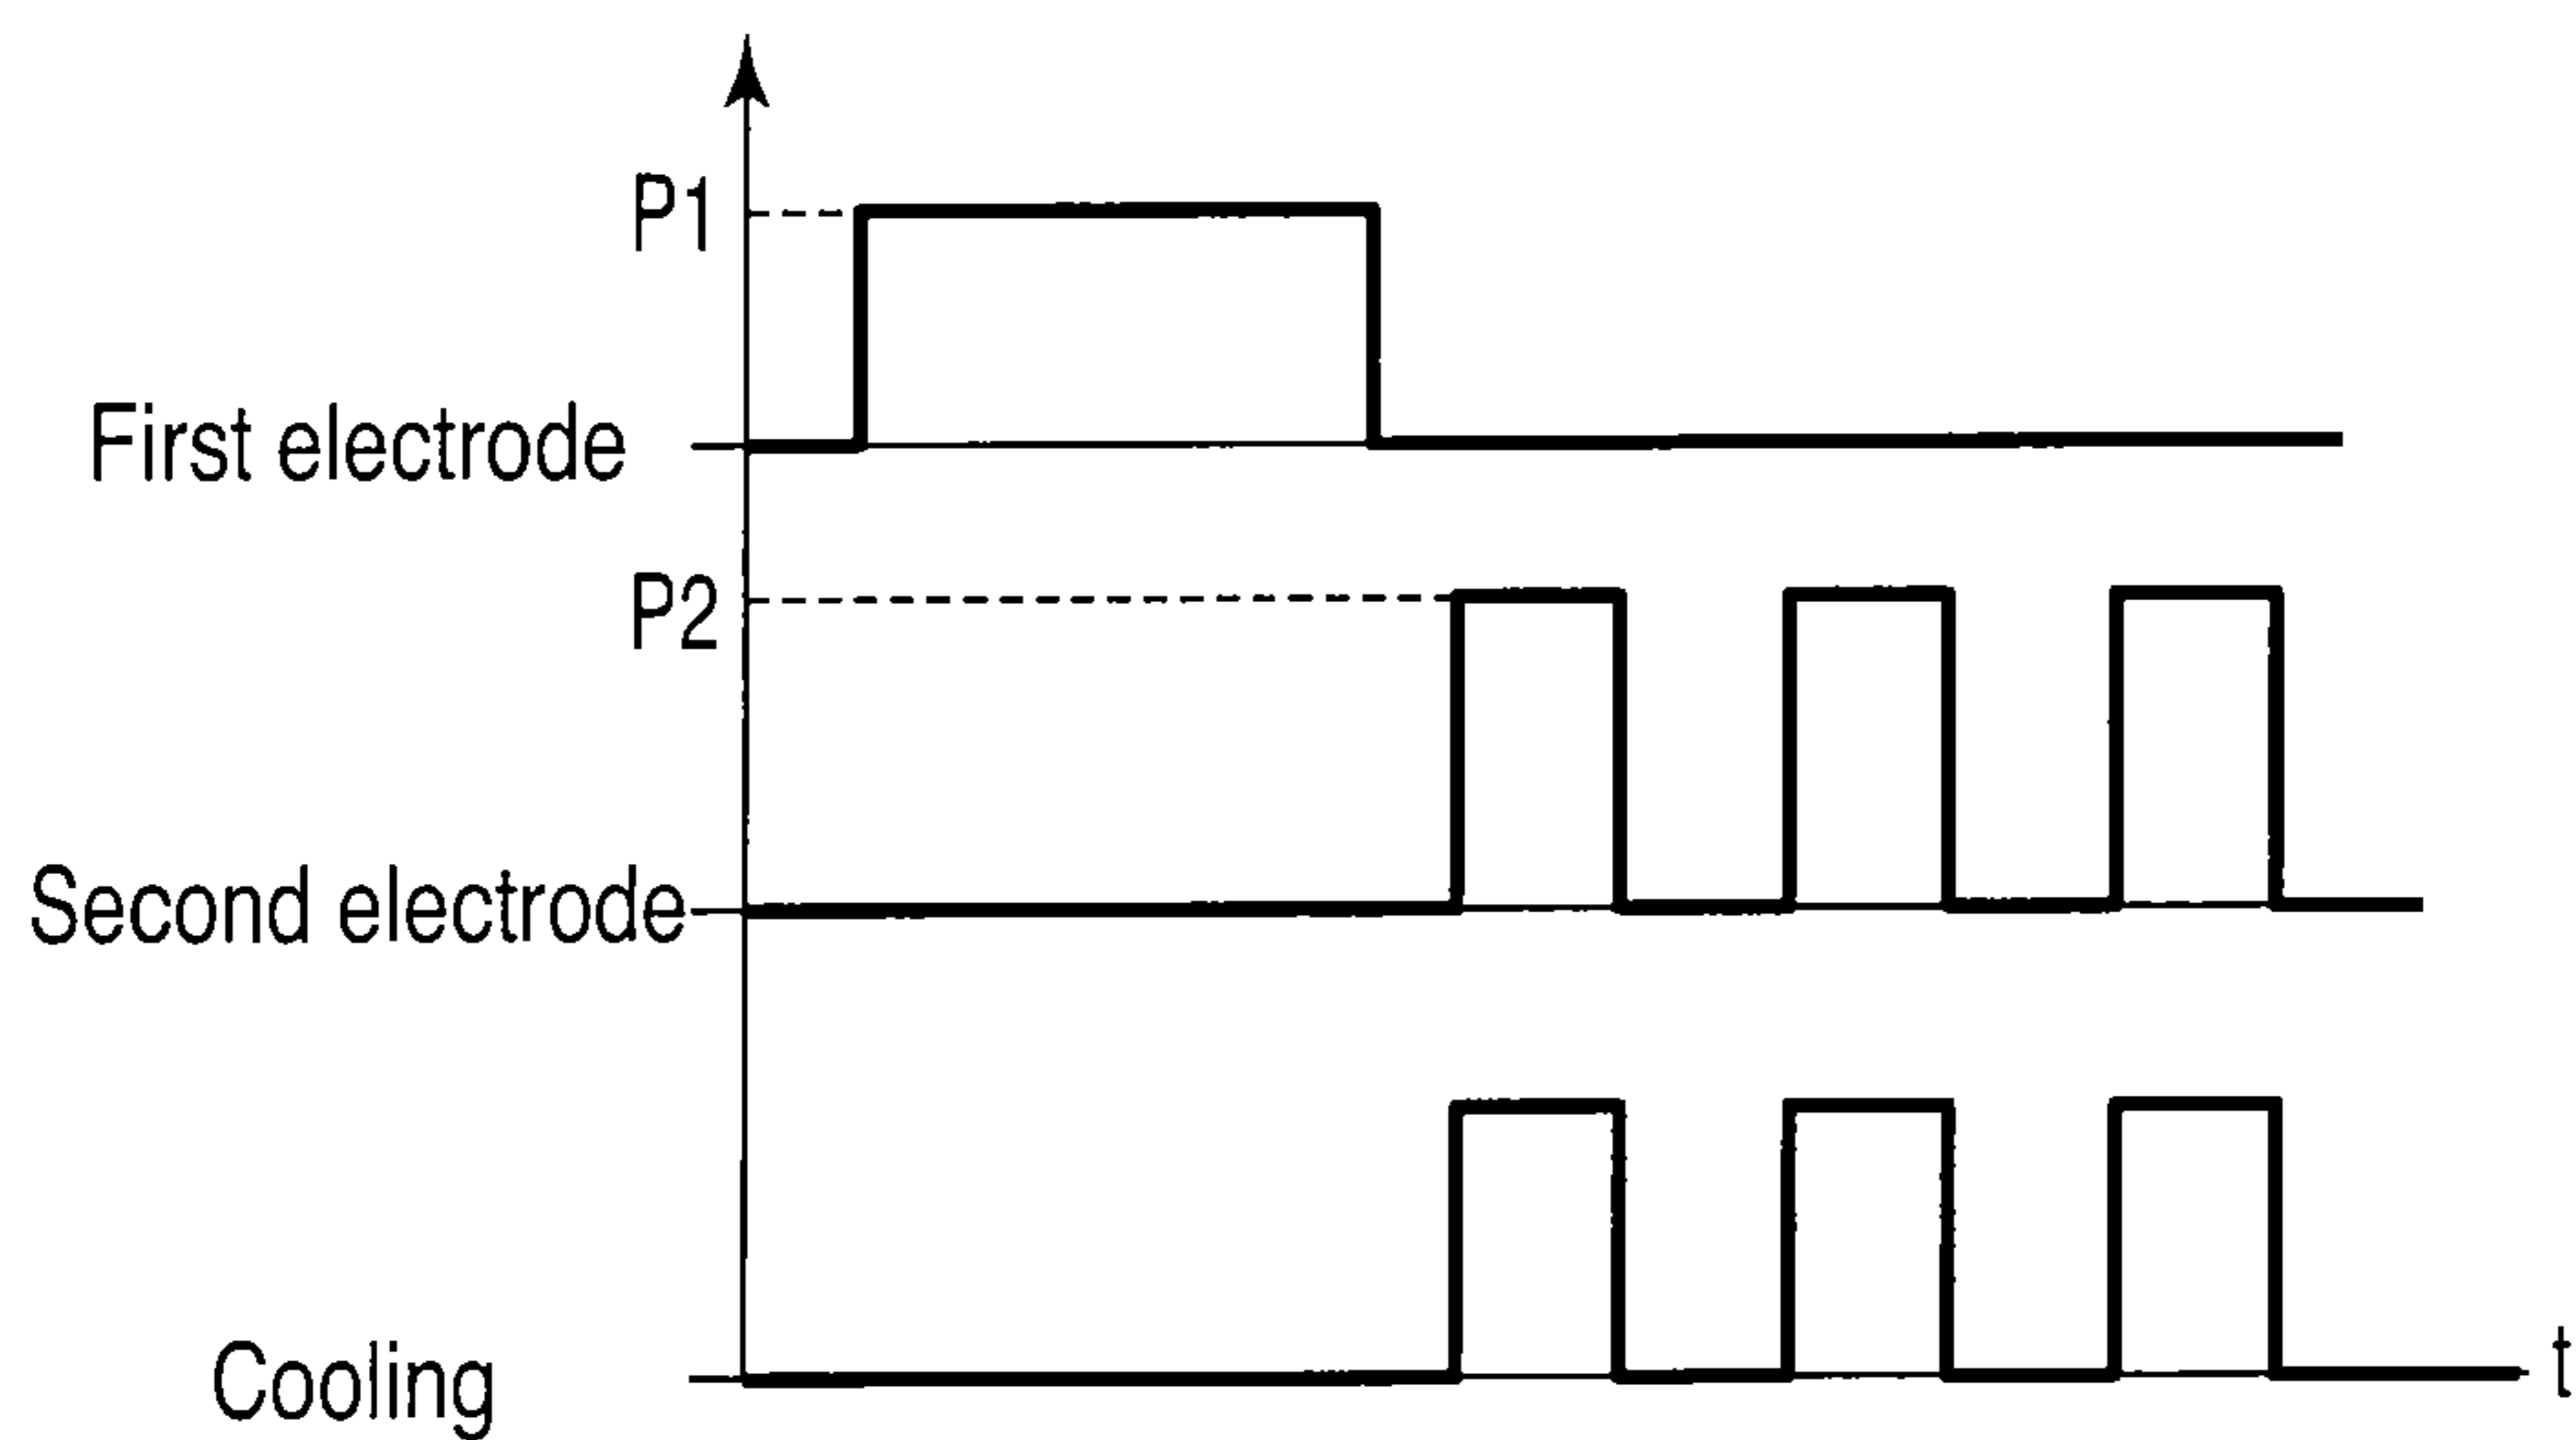 P1
First electrode
P2
Second electrode
Cooling
t